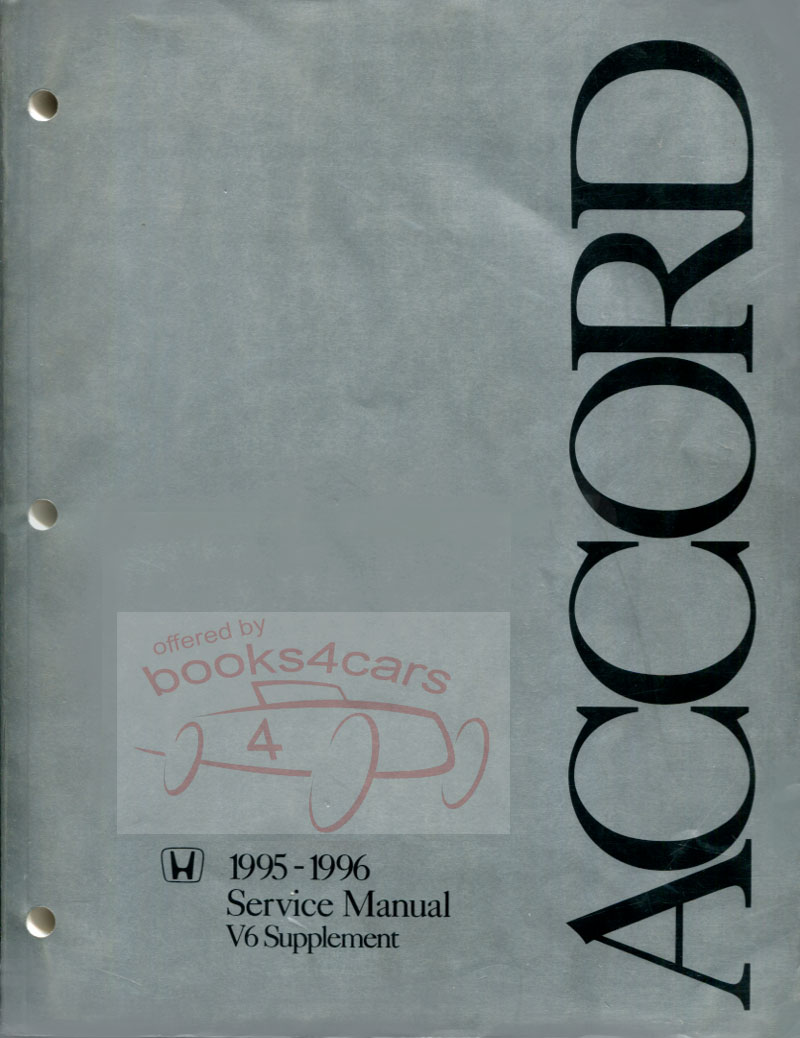 ACCORD
offered by
books4cars
4
1995-1996
Service Manual
V6 Supplement